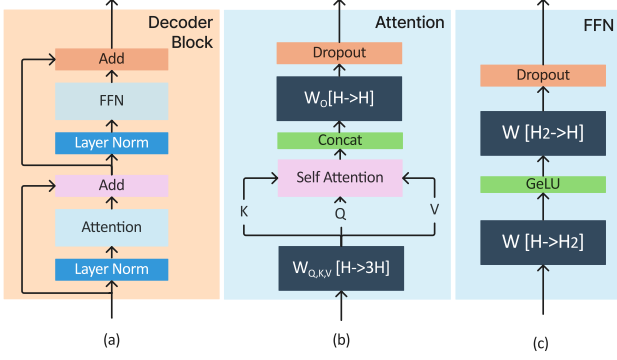 Decoder
Block
Add
FFN
Layer Norm
Add
Attention
Layer Norm
(a)
Attention
Dropout
W_O[H->H]
Concat
Self Attention
K
Q
V
W_Q,K,V [H->3H]
(b)
FFN
Dropout
W [H2->H]
GeLU
W [H->H2]
(c)